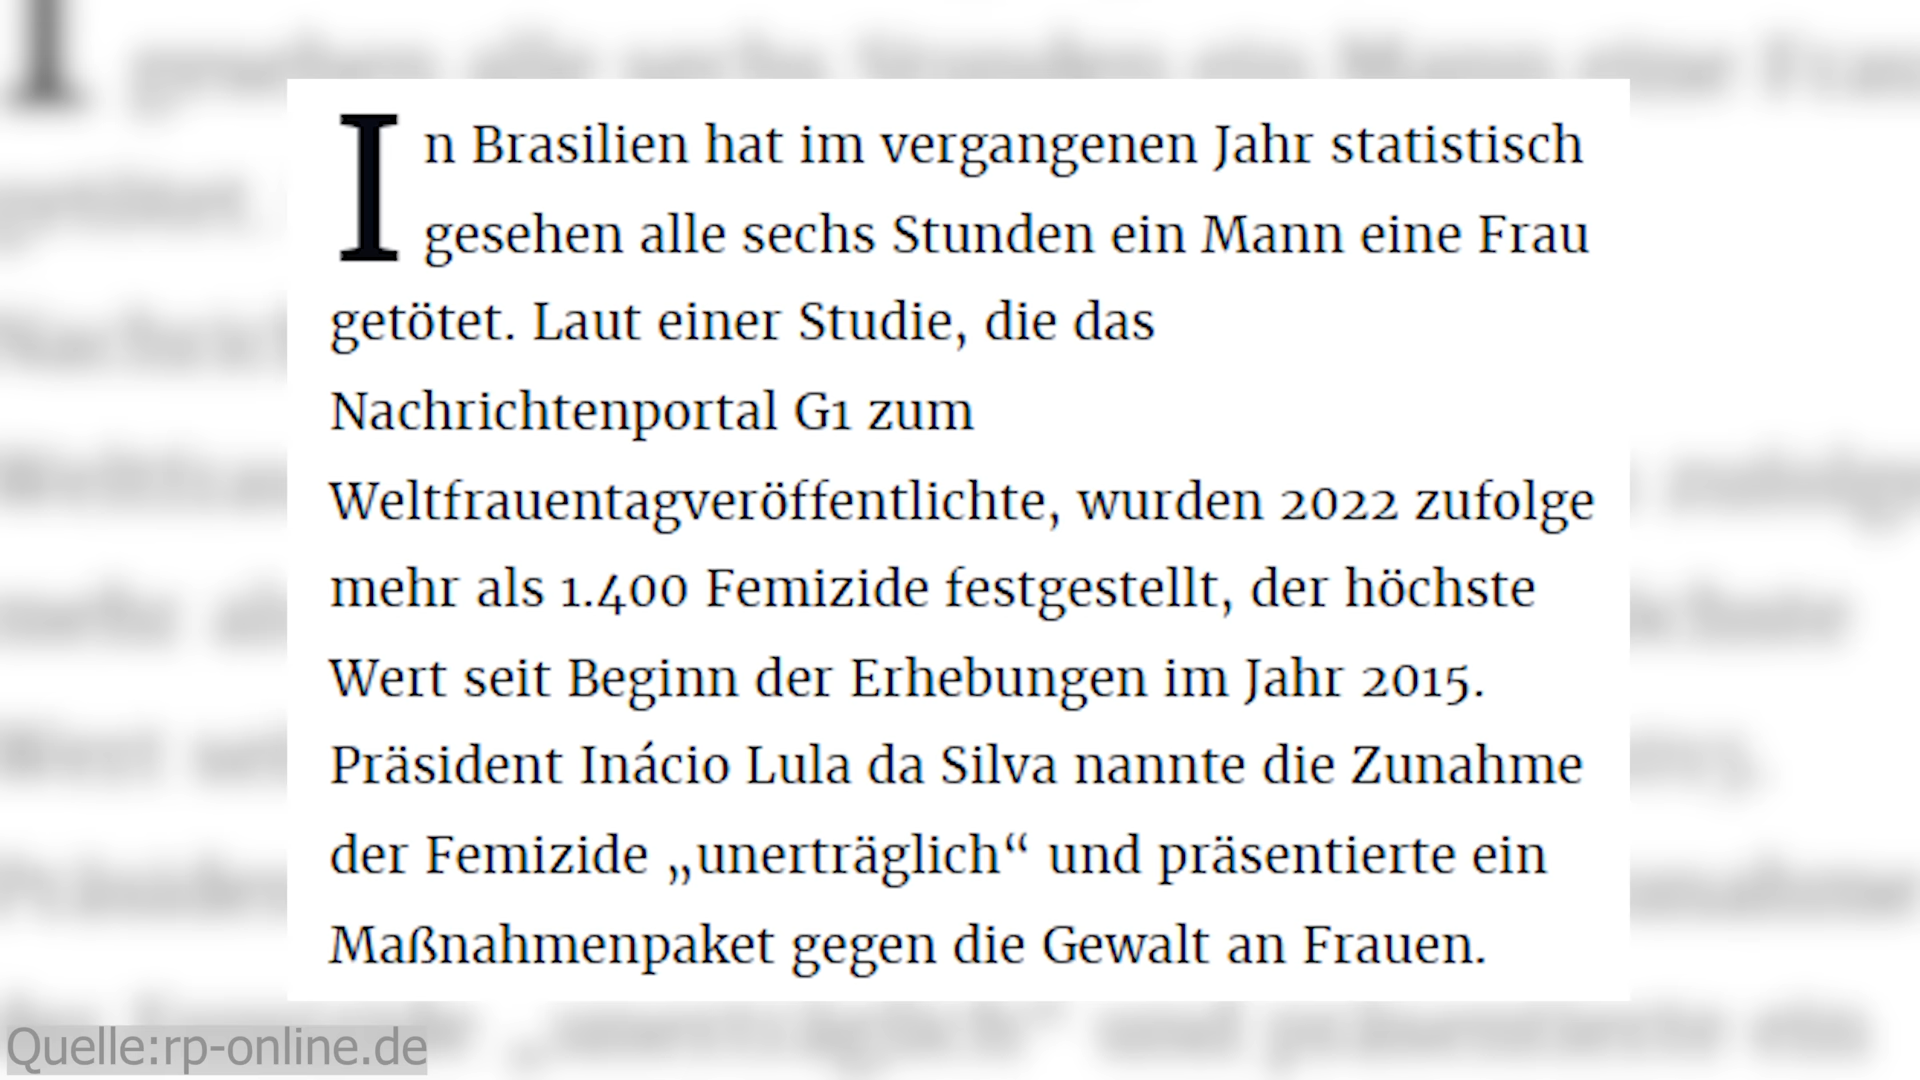 In Brasilien hat im vergangenen Jahr statistisch
gesehen alle sechs Stunden ein Mann eine Frau
getötet. Laut einer Studie, die das
Nachrichtenportal G1 zum
Weltfrauentagveröffentlichte, wurden 2022 zufolge
mehr als 1.400 Femizide festgestellt, der höchste
Wert seit Beginn der Erhebungen im Jahr 2015.
Präsident Inácio Lula da Silva nannte die Zunahme
der Femizide „unerträglich“ und präsentierte ein
Maßnahmenpaket gegen die Gewalt an Frauen.
Quelle:rp-online.de